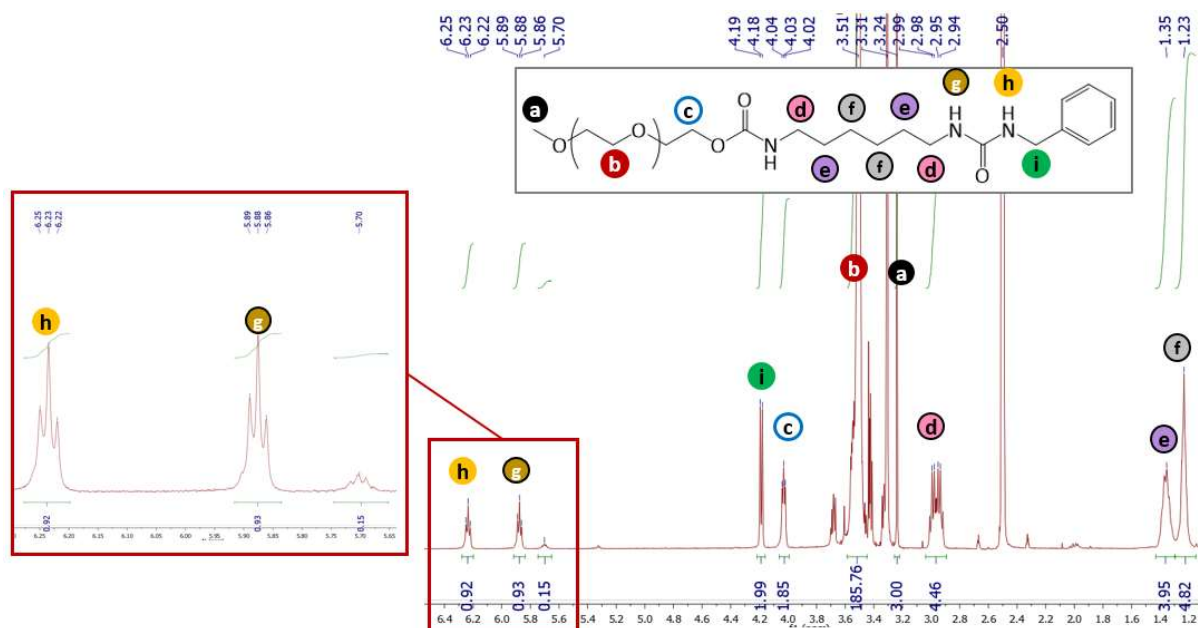 6.25 6.23 6.22 5.89 5.88 5.86 5.70 4.19 4.18 4.04 4.03 4.02 3.51 3.31 3.24 2.99 2.98 2.95 2.94 2.50 1.35 1.23
g h
a c d f e
O O O O N H N H N H
O O
b e f d i
6.25 6.23 6.22 5.89 5.88 5.86 5.70
h g
0.92 0.93 0.15
6.25 6.20 6.15 6.10 6.05 6.00 5.95 5.90 5.85 5.80 5.75 5.70 5.65
b a
f
i
c d e
h g
0.92 0.93 0.15 1.99 1.85 185.76 3.00 4.46 3.95 4.82
6.4 6.2 6.0 5.8 5.6 5.4 5.2 5.0 4.8 4.6 4.4 4.2 4.0 3.8 3.6 3.4 3.2 3.0 2.8 2.6 2.4 2.2 2.0 1.8 1.6 1.4 1.2